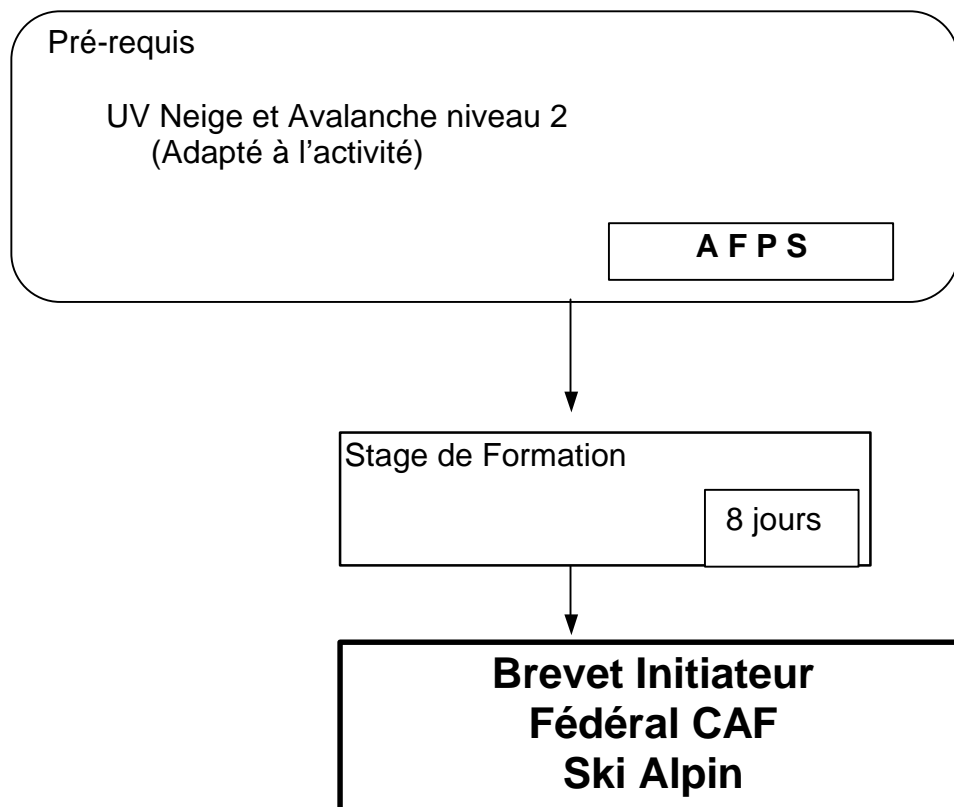 Pré-requis
UV Neige et Avalanche niveau 2
(Adapté à l’activité)
A F P S
Stage de Formation
8 jours
Brevet Initiateur
Fédéral CAF
Ski Alpin